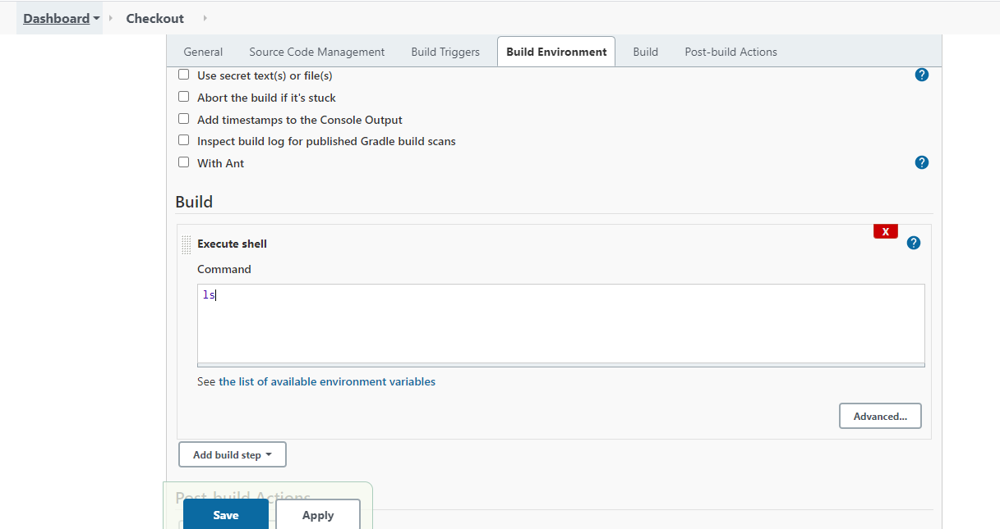 Dashboard Checkout
General Source Code Management Build Triggers Build Environment Build Post-build Actions
Use secret text(s) or file(s) ?
Abort the build if it's stuck
Add timestamps to the Console Output
Inspect build log for published Gradle build scans
With Ant ?
Build
X
Execute shell ?
Command
ls
See the list of available environment variables
Advanced...
Add build step
Post-build Actions
Save Apply